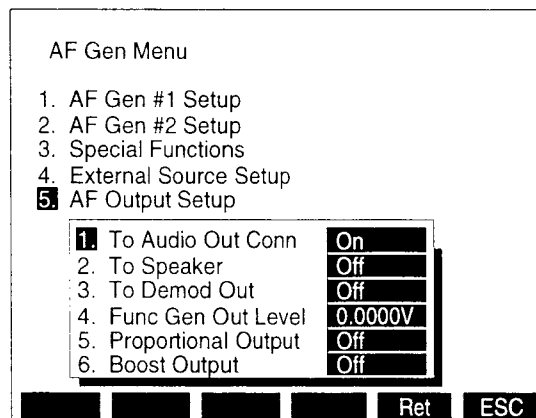 AF Gen Menu
1. AF Gen #1 Setup
2. AF Gen #2 Setup
3. Special Functions
4. External Source Setup
5. AF Output Setup
1. To Audio Out Conn On
2. To Speaker Off
3. To Demod Out Off
4. Func Gen Out Level 0.0000V
5. Proportional Output Off
6. Boost Output Off
Ret ESC